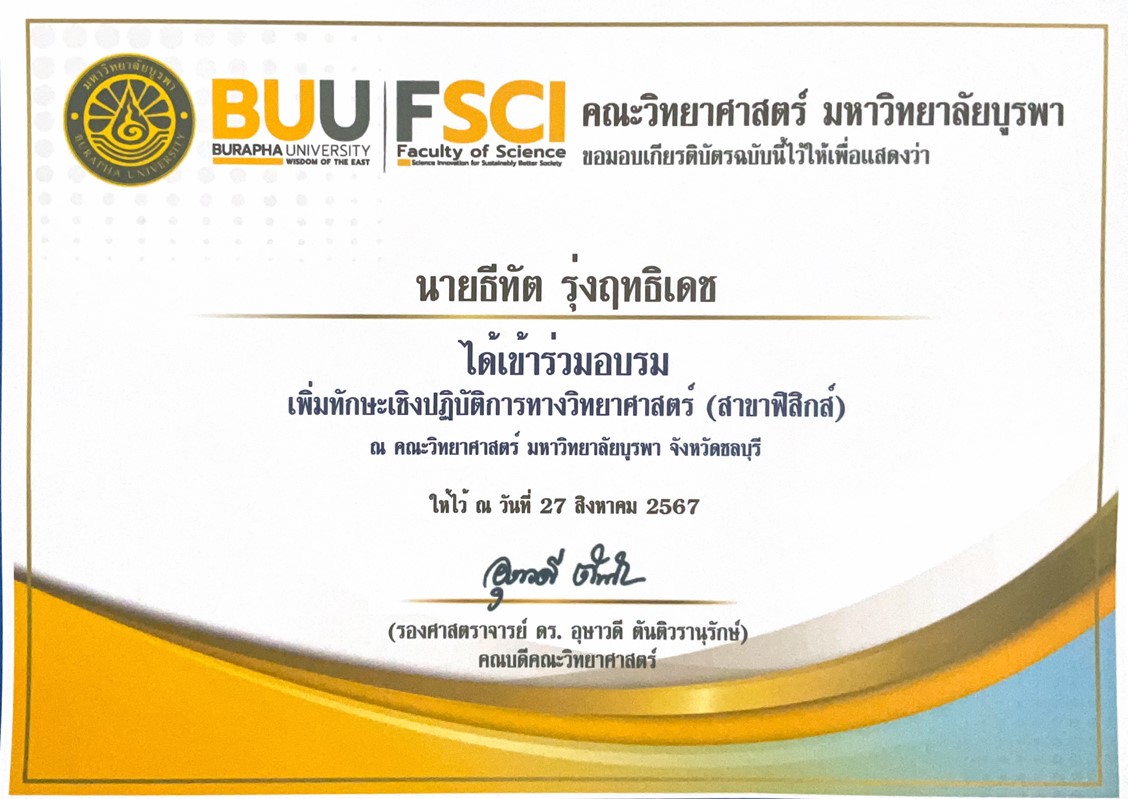 มหาวิทยาลัยบูรพา
BURAPHA UNIVERSITY
BUU
BURAPHA UNIVERSITY
WISDOM OF THE EAST
FSCI
Faculty of Science
Science Innovation for Sustainably Better Society
คณะวิทยาศาสตร์ มหาวิทยาลัยบูรพา
ขอมอบเกียรติบัตรฉบับนี้ไว้ให้เพื่อแสดงว่า
นายธีทัต รุ่งฤทธิเดช
ได้เข้าร่วมอบรม
เพิ่มทักษะเชิงปฏิบัติการทางวิทยาศาสตร์ (สาขาฟิสิกส์)
ณ คณะวิทยาศาสตร์ มหาวิทยาลัยบูรพา จังหวัดชลบุรี
ให้ไว้ ณ วันที่ 27 สิงหาคม 2567
(รองศาสตราจารย์ ดร. อุษาวดี ตันติวรานุรักษ์)
คณบดีคณะวิทยาศาสตร์